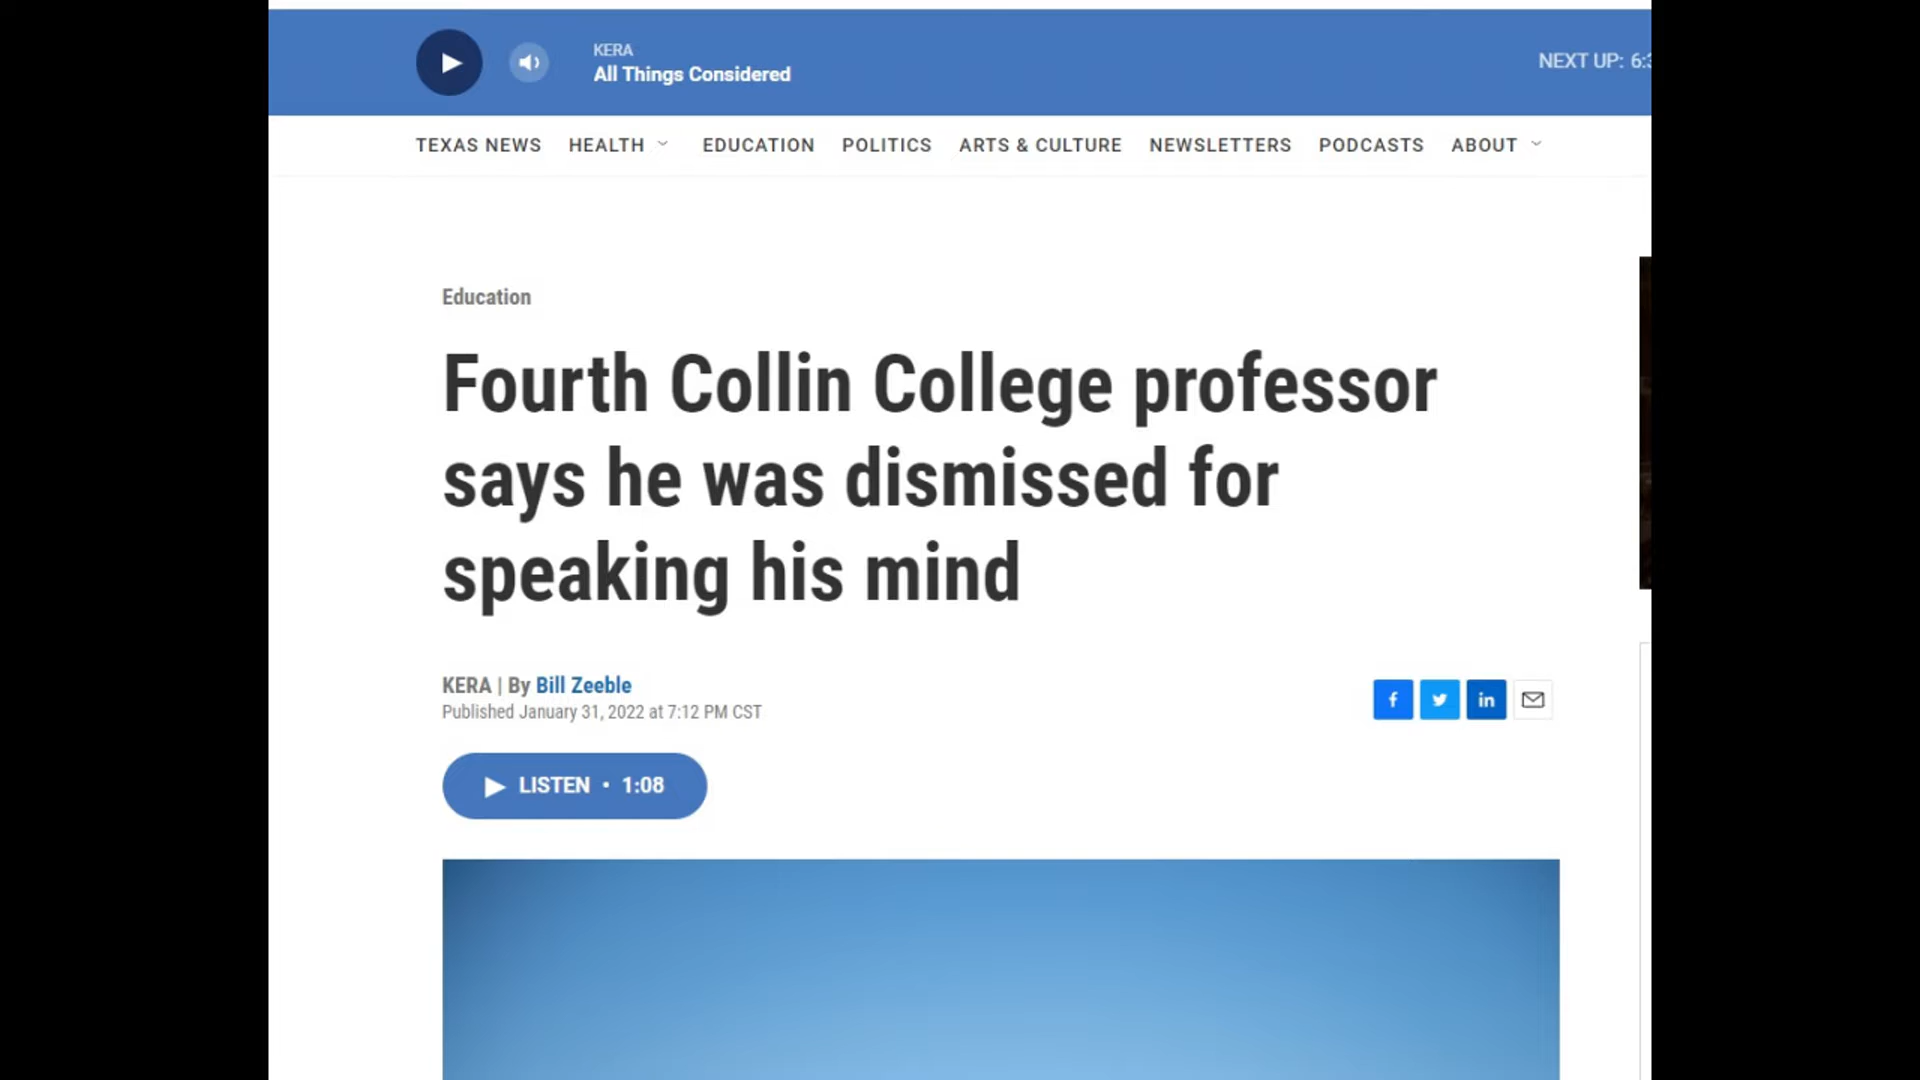 KERA
All Things Considered
NEXT UP: 6:3
TEXAS NEWS HEALTH EDUCATION POLITICS ARTS & CULTURE NEWSLETTERS PODCASTS ABOUT
Education
Fourth Collin College professor
says he was dismissed for
speaking his mind
KERA | By Bill Zeeble
Published January 31, 2022 at 7:12 PM CST
LISTEN • 1:08